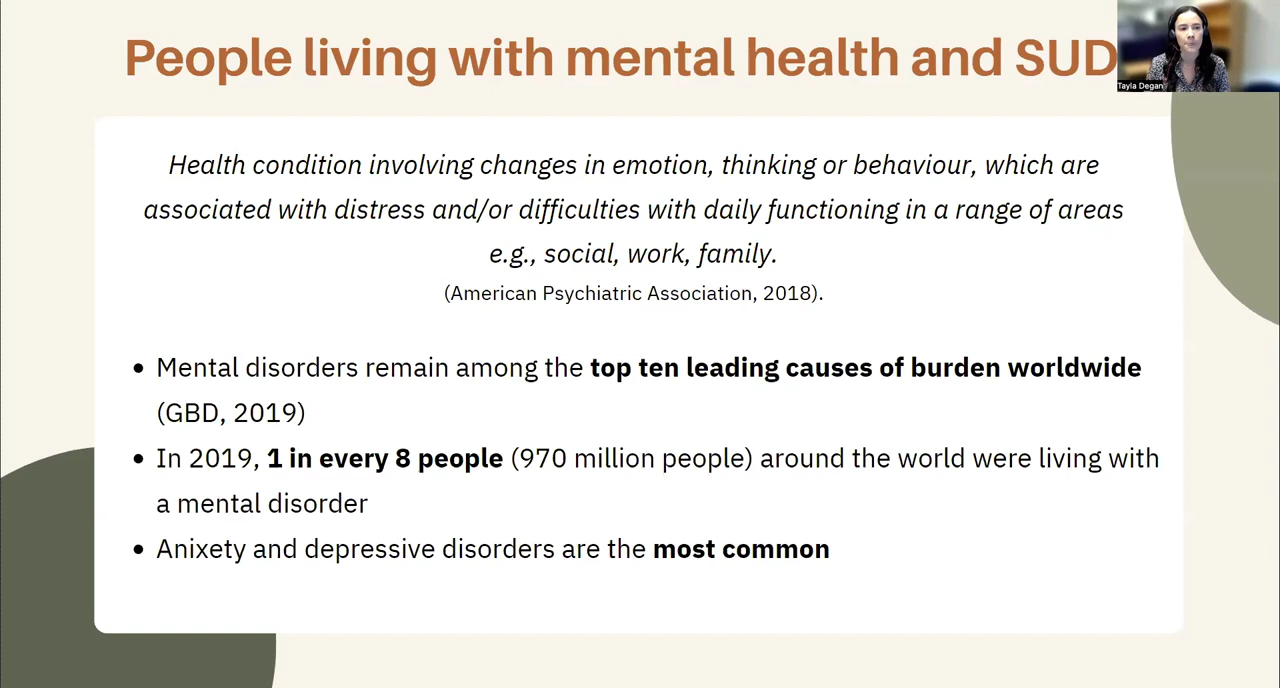 People living with mental health and SUD
Tayla Degan
Health condition involving changes in emotion, thinking or behaviour, which are
associated with distress and/or difficulties with daily functioning in a range of areas
e.g., social, work, family.
(American Psychiatric Association, 2018).
• Mental disorders remain among the top ten leading causes of burden worldwide
(GBD, 2019)
• In 2019, 1 in every 8 people (970 million people) around the world were living with
a mental disorder
• Anixety and depressive disorders are the most common